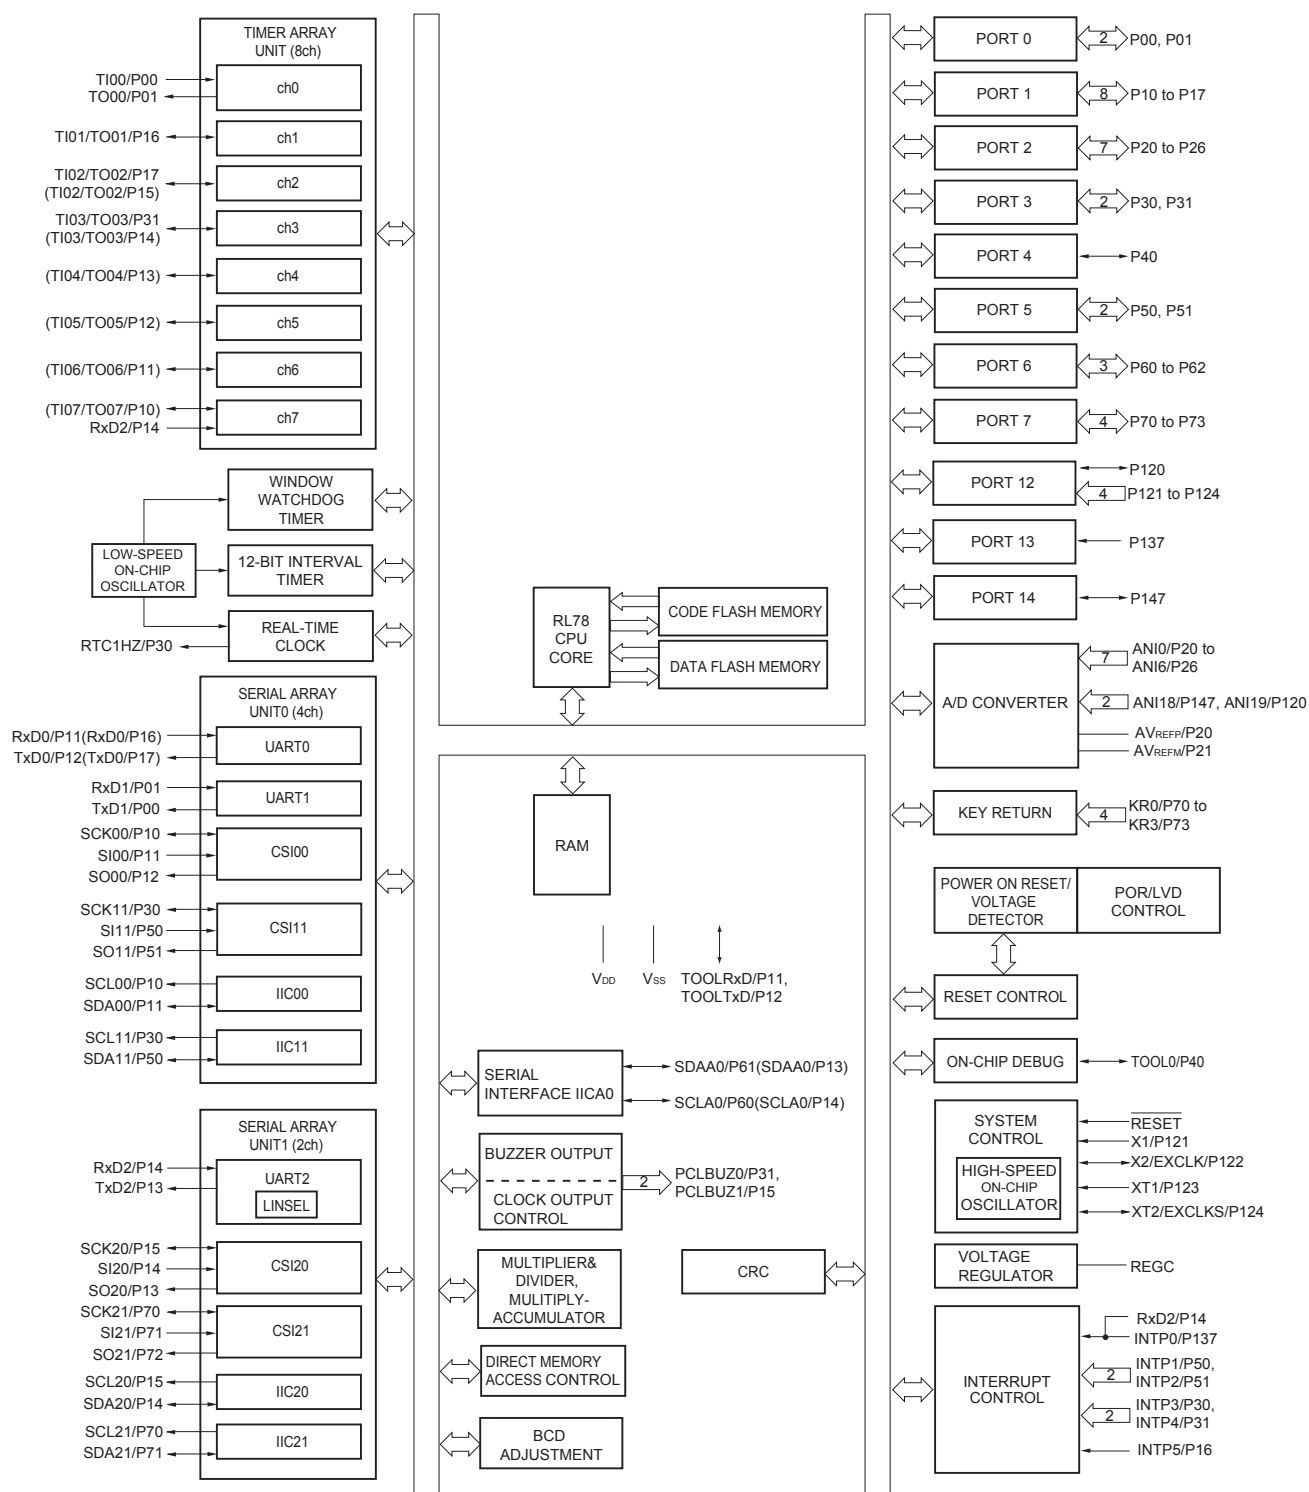 TIMER ARRAY
UNIT (8ch)
TI00/P00
TO00/P01
ch0
TI01/TO01/P16
ch1
TI02/TO02/P17
(TI02/TO02/P15)
ch2
TI03/TO03/P31
(TI03/TO03/P14)
ch3
(TI04/TO04/P13)
ch4
(TI05/TO05/P12)
ch5
(TI06/TO06/P11)
ch6
(TI07/TO07/P10)
RxD2/P14
ch7
WINDOW
WATCHDOG
TIMER
LOW-SPEED
ON-CHIP
OSCILLATOR
12-BIT INTERVAL
TIMER
REAL-TIME
CLOCK
RTC1HZ/P30
SERIAL ARRAY
UNIT0 (4ch)
RxD0/P11(RxD0/P16)
TxD0/P12(TxD0/P17)
UART0
RxD1/P01
TxD1/P00
UART1
SCK00/P10
SI00/P11
SO00/P12
CSI00
SCK11/P30
SI11/P50
SO11/P51
CSI11
SCL00/P10
SDA00/P11
IIC00
SCL11/P30
SDA11/P50
IIC11
SERIAL ARRAY
UNIT1 (2ch)
RxD2/P14
TxD2/P13
UART2
LINSEL
SCK20/P15
SI20/P14
SO20/P13
CSI20
SCK21/P70
SI21/P71
SO21/P72
CSI21
SCL20/P15
SDA20/P14
IIC20
SCL21/P70
SDA21/P71
IIC21
RL78
CPU
CORE
CODE FLASH MEMORY
DATA FLASH MEMORY
RAM
VDD
VSS
TOOLRxD/P11,
TOOLTxD/P12
SERIAL
INTERFACE IICA0
SDAA0/P61(SDAA0/P13)
SCLA0/P60(SCLA0/P14)
BUZZER OUTPUT
CLOCK OUTPUT
CONTROL
2
PCLBUZ0/P31,
PCLBUZ1/P15
MULTIPLIER&
DIVIDER,
MULITIPLY-
ACCUMULATOR
CRC
DIRECT MEMORY
ACCESS CONTROL
BCD
ADJUSTMENT
PORT 0
2
P00, P01
PORT 1
8
P10 to P17
PORT 2
7
P20 to P26
PORT 3
2
P30, P31
PORT 4
P40
PORT 5
2
P50, P51
PORT 6
3
P60 to P62
PORT 7
4
P70 to P73
PORT 12
P120
4
P121 to P124
PORT 13
P137
PORT 14
P147
A/D CONVERTER
7
ANI0/P20 to
ANI6/P26
2
ANI18/P147, ANI19/P120
AVREFP/P20
AVREFM/P21
KEY RETURN
4
KR0/P70 to
KR3/P73
POWER ON RESET/
VOLTAGE
DETECTOR
POR/LVD
CONTROL
RESET CONTROL
ON-CHIP DEBUG
TOOL0/P40
SYSTEM
CONTROL
HIGH-SPEED
ON-CHIP
OSCILLATOR
RESET
X1/P121
X2/EXCLK/P122
XT1/P123
XT2/EXCLKS/P124
VOLTAGE
REGULATOR
REGC
INTERRUPT
CONTROL
RxD2/P14
INTP0/P137
2
INTP1/P50,
INTP2/P51
2
INTP3/P30,
INTP4/P31
INTP5/P16